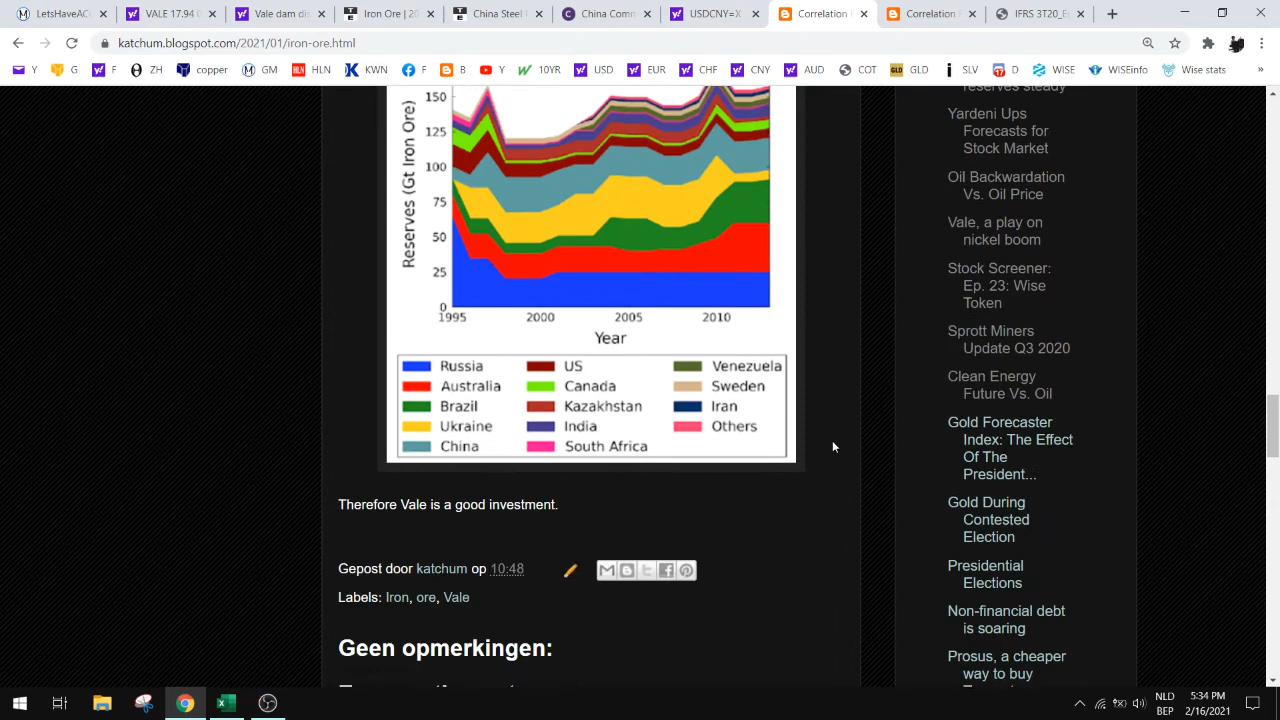 LetsHaveC
VALE 17.94
Vale dam dis
Iron Ore [20
China Steel
China Com
USDCNY=X
Correlation
Correlation F
IFRS 3120_E
katchum.blogspot.com/2021/01/iron-ore.html
Y G F ZH copper GM HLN KWN F B Y 10YR USD EUR CHF CNY AUD COT GLD SLV D WISE WISEinfo Wise stats »
reserves steady
Reserves (Gt Iron Ore)
150
125
100
75
50
25
0
1995 2000 2005 2010
Year
Russia US Venezuela
Australia Canada Sweden
Brazil Kazakhstan Iran
Ukraine India Others
China South Africa
Therefore Vale is a good investment.
Gepost door katchum op 10:48
Labels: Iron, ore, Vale
Geen opmerkingen:
Yardeni Ups
Forecasts for
Stock Market
Oil Backwardation
Vs. Oil Price
Vale, a play on
nickel boom
Stock Screener:
Ep. 23: Wise
Token
Sprott Miners
Update Q3 2020
Clean Energy
Future Vs. Oil
Gold Forecaster
Index: The Effect
Of The
President...
Gold During
Contested
Election
Presidential
Elections
Non-financial debt
is soaring
Prosus, a cheaper
way to buy
NLD 5:34 PM
BEP 2/16/2021